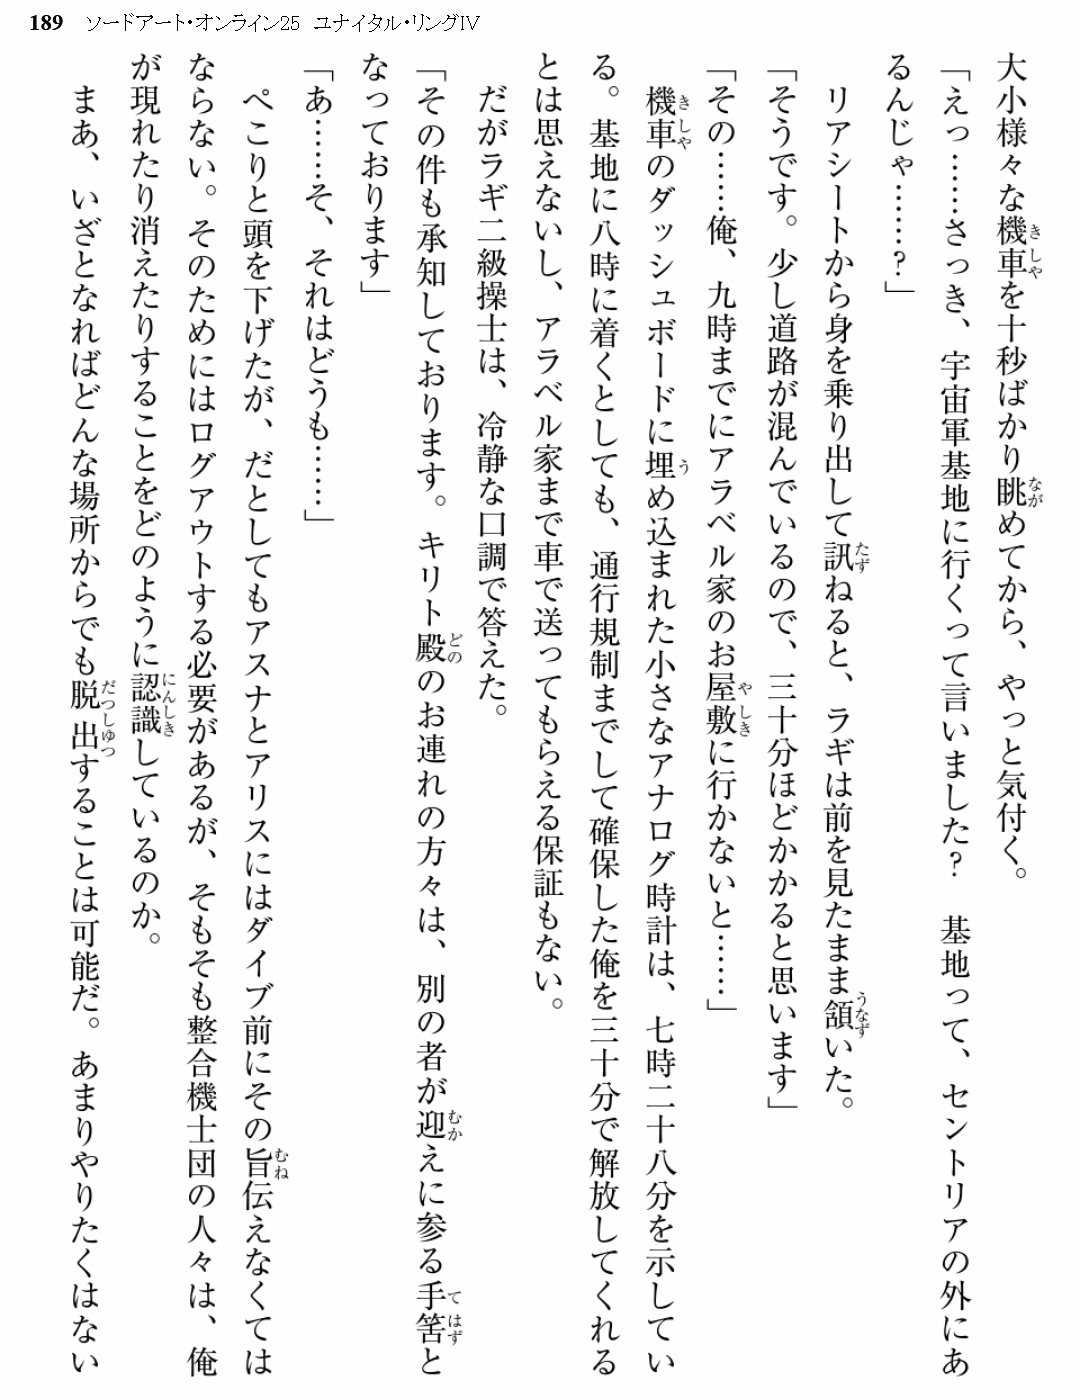 189 ソードアート・オンライン25 ユナイタル・リングⅣ
大小様々な機車を十秒ばかり眺めてから、やっと気付く。
「えっ……さっき、宇宙軍基地に行くって言いました? 基地って、セントリアの外にあ
るんじゃ……?」
リアシートから身を乗り出して訊ねると、ラギは前を見たまま頷いた。
「そうです。少し道路が混んでいるので、三十分ほどかかると思います」
「その……俺、九時までにアラベル家のお屋敷に行かないと……」
機車のダッシュボードに埋め込まれた小さなアナログ時計は、七時二十八分を示してい
る。基地に八時に着くとしても、通行規制までして確保した俺を三十分で解放してくれる
とは思えないし、アラベル家まで車で送ってもらえる保証もない。
だがラギ二級操士は、冷静な口調で答えた。
「その件も承知しております。キリト殿のお連れの方々は、別の者が迎えに参る手筈と
なっております」
「あ……そ、それはどうも……」
ぺこりと頭を下げたが、だとしてもアスナとアリスにはダイブ前にその旨伝えなくては
ならない。そのためにはログアウトする必要があるが、そもそも整合機士団の人々は、俺
が現れたり消えたりすることをどのように認識しているのか。
まあ、いざとなればどんな場所からでも脱出することは可能だ。あまりやりたくはない